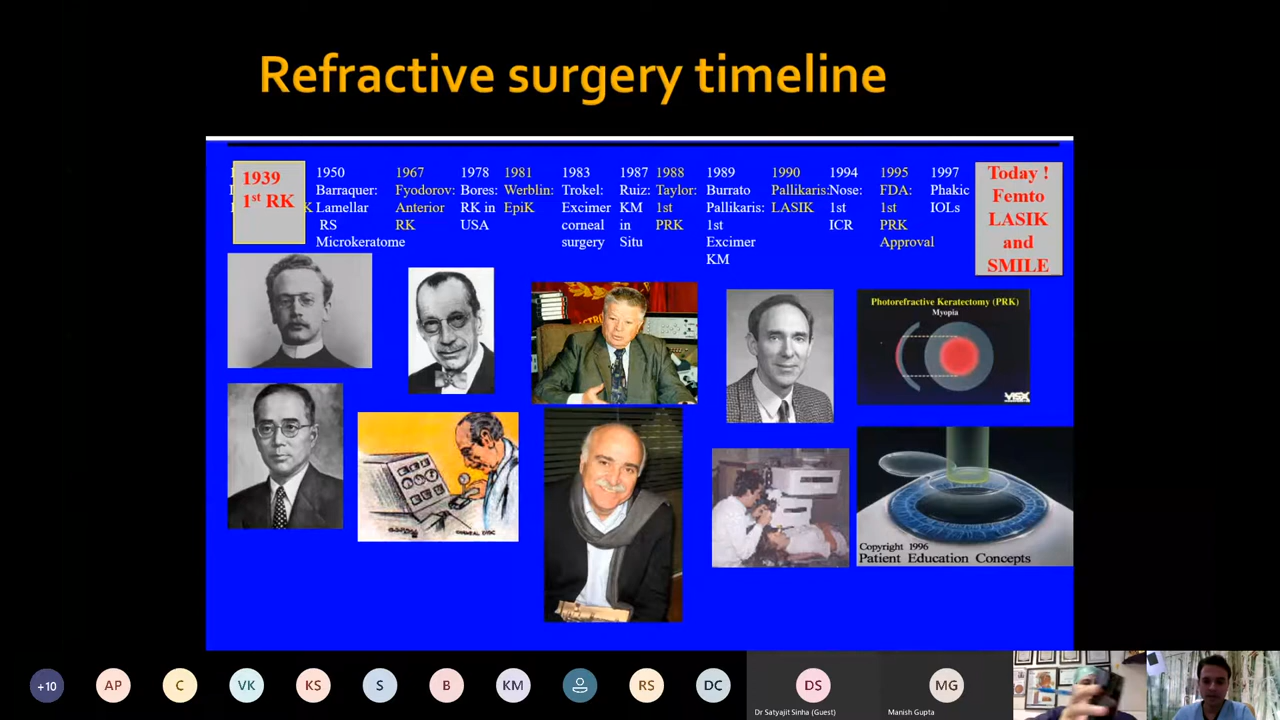 Refractive surgery timeline
1939
1st RK
K
1950
Barraquer:
Lamellar
RS
Microkeratome
1967
Fyodorov:
Anterior
RK
1978
Bores:
RK in
USA
1981
Werblin:
EpiK
1983
Trokel:
Excimer
corneal
surgery
1987
Ruiz:
KM
in
Situ
1988
Taylor:
1st
PRK
1989
Burrato
Pallikaris:
1st
Excimer
KM
1990
Pallikaris:
LASIK
1994
Nose:
1st
ICR
1995
FDA:
1st
PRK
Approval
1997
Phakic
IOLs
Today !
Femto
LASIK
and
SMILE
Photorefractive Keratectomy (PRK)
Myopia
VISX
Copyright 1996
Patient Education Concepts
+10
AP
C
VK
KS
S
B
KM
RS
DC
DS
MG
Dr Satyajit Sinha (Guest)
Manish Gupta